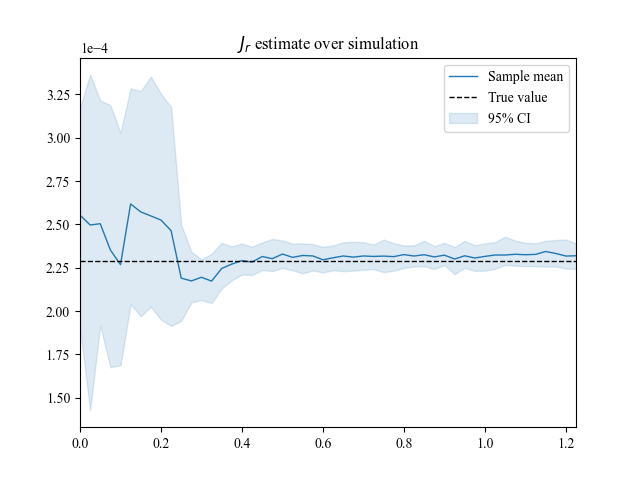 J_r estimate over simulation
1e−4
Sample mean
True value
95% CI
3.25
3.00
2.75
2.50
2.25
2.00
1.75
1.50
0.0 0.2 0.4 0.6 0.8 1.0 1.2